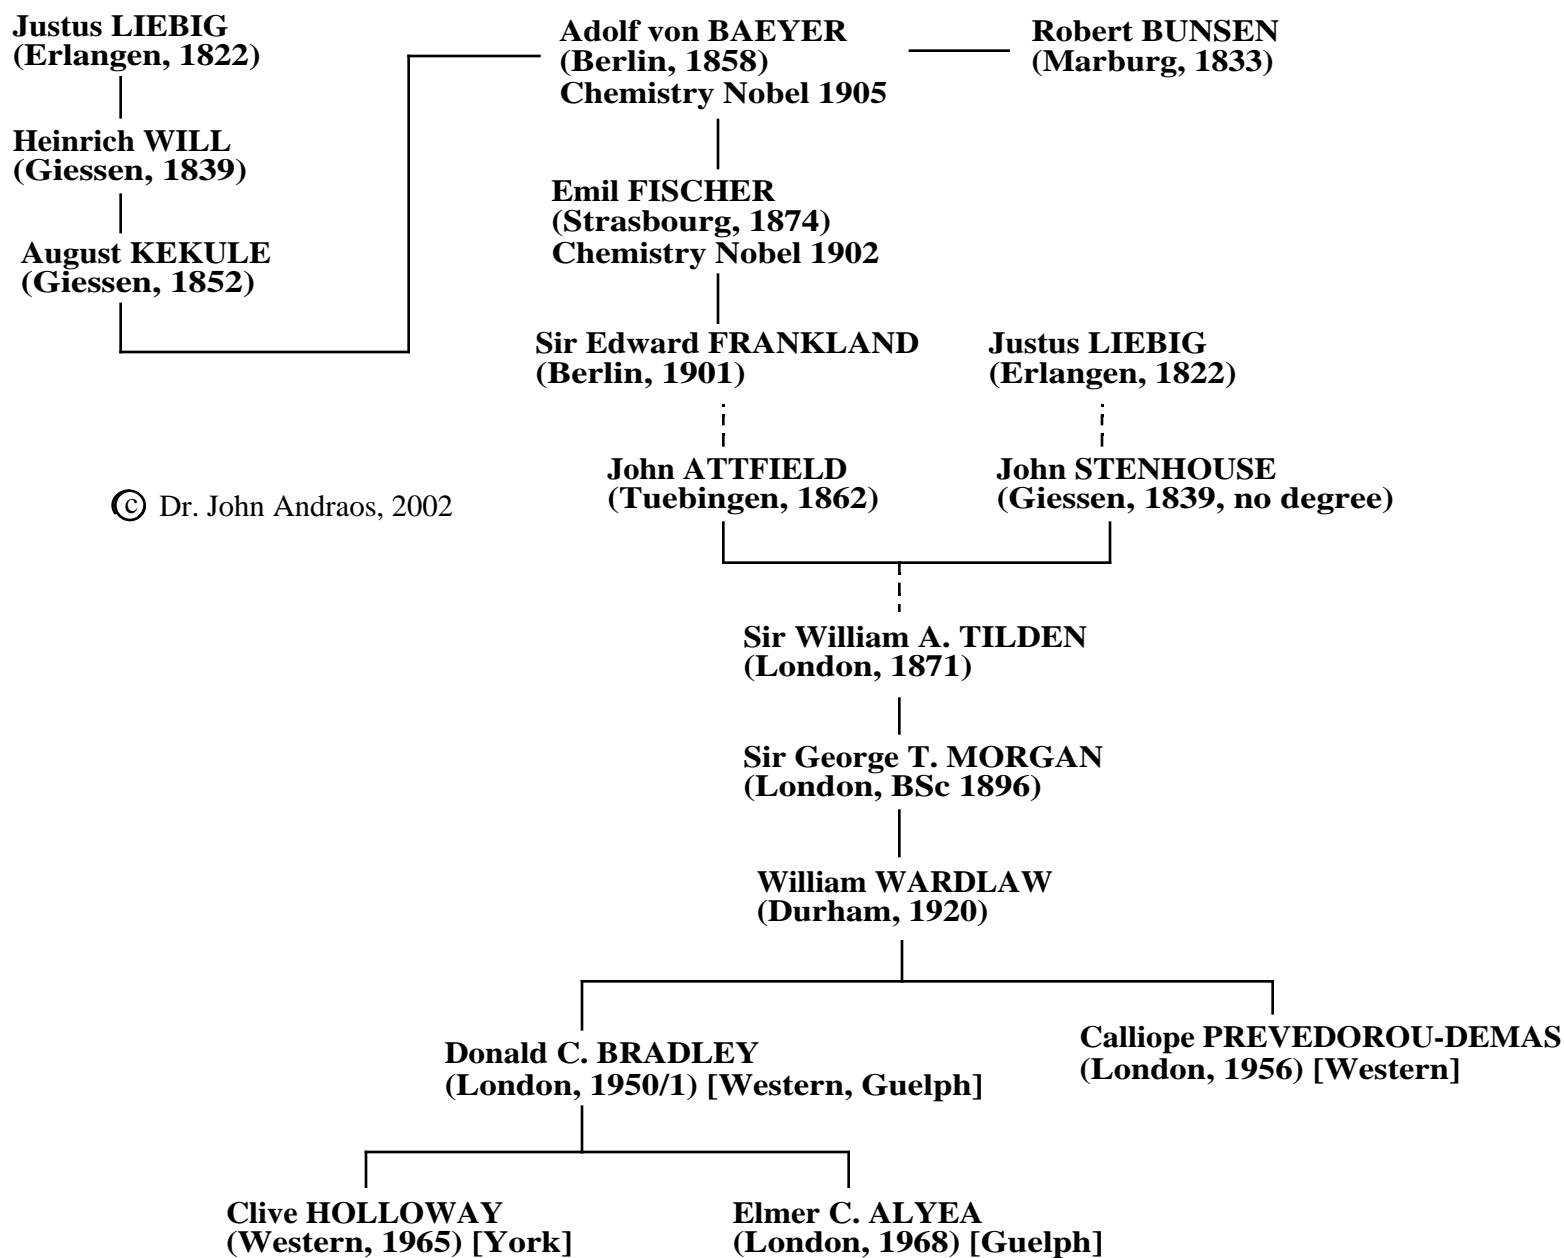 Justus LIEBIG
(Erlangen, 1822)
Adolf von BAEYER
(Berlin, 1858)
Chemistry Nobel 1905
Robert BUNSEN
(Marburg, 1833)
Heinrich WILL
(Giessen, 1839)
Emil FISCHER
(Strasbourg, 1874)
Chemistry Nobel 1902
August KEKULE
(Giessen, 1852)
Sir Edward FRANKLAND
(Berlin, 1901)
Justus LIEBIG
(Erlangen, 1822)
John ATTFIELD
(Tuebingen, 1862)
John STENHOUSE
(Giessen, 1839, no degree)
© Dr. John Andraos, 2002
Sir William A. TILDEN
(London, 1871)
Sir George T. MORGAN
(London, BSc 1896)
William WARDLAW
(Durham, 1920)
Donald C. BRADLEY
(London, 1950/1) [Western, Guelph]
Calliope PREVEDOROU-DEMAS
(London, 1956) [Western]
Clive HOLLOWAY
(Western, 1965) [York]
Elmer C. ALYEA
(London, 1968) [Guelph]